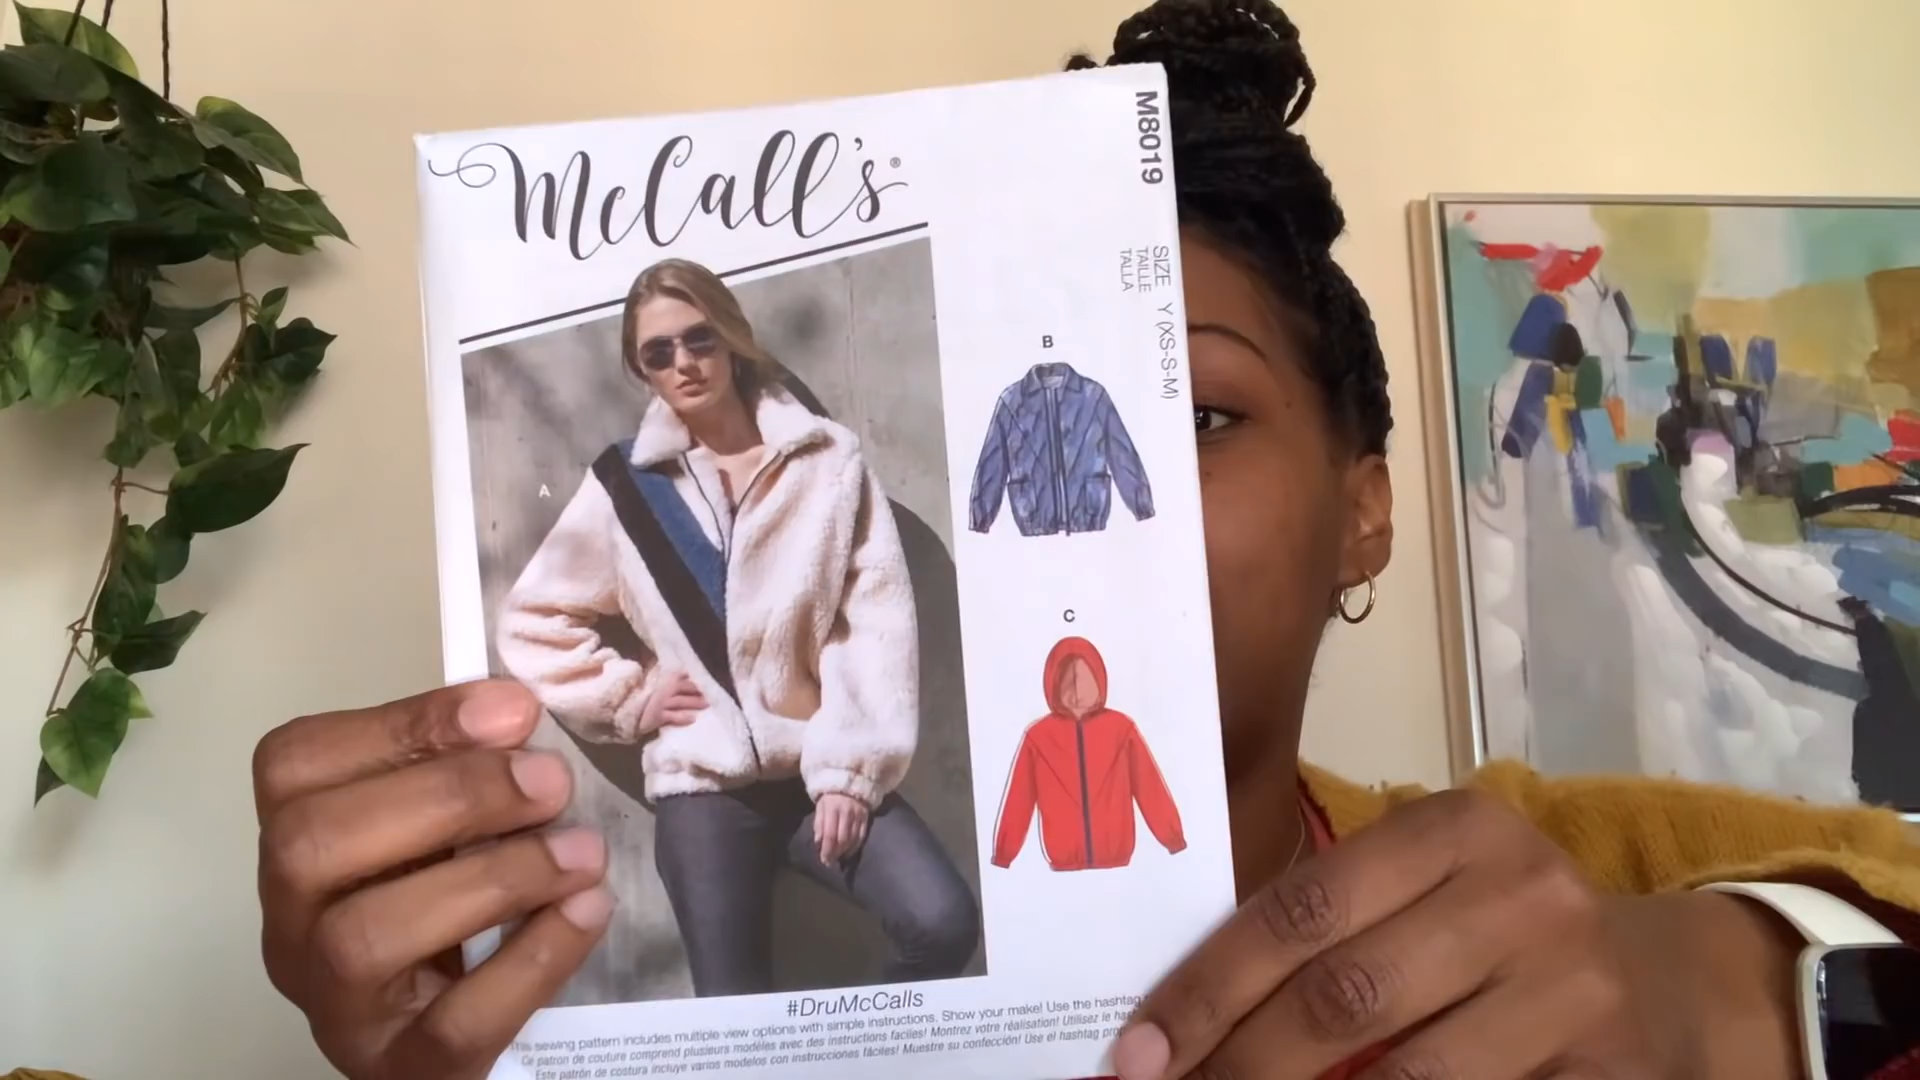 McCall's®
M8019
SIZE Y (XS-S-M)
TAILLE
TALLA
A
B
C
#DruMcCalls
This sewing pattern includes multiple view options with simple instructions. Show your make! Use the hashtag
Ce patron de couture comprend plusieurs modèles avec des instructions faciles! Montrez votre réalisation! Utilisez le
Este patrón de costura incluye varios modelos con instrucciones fáciles! Muestre su confección! Use el hashtag